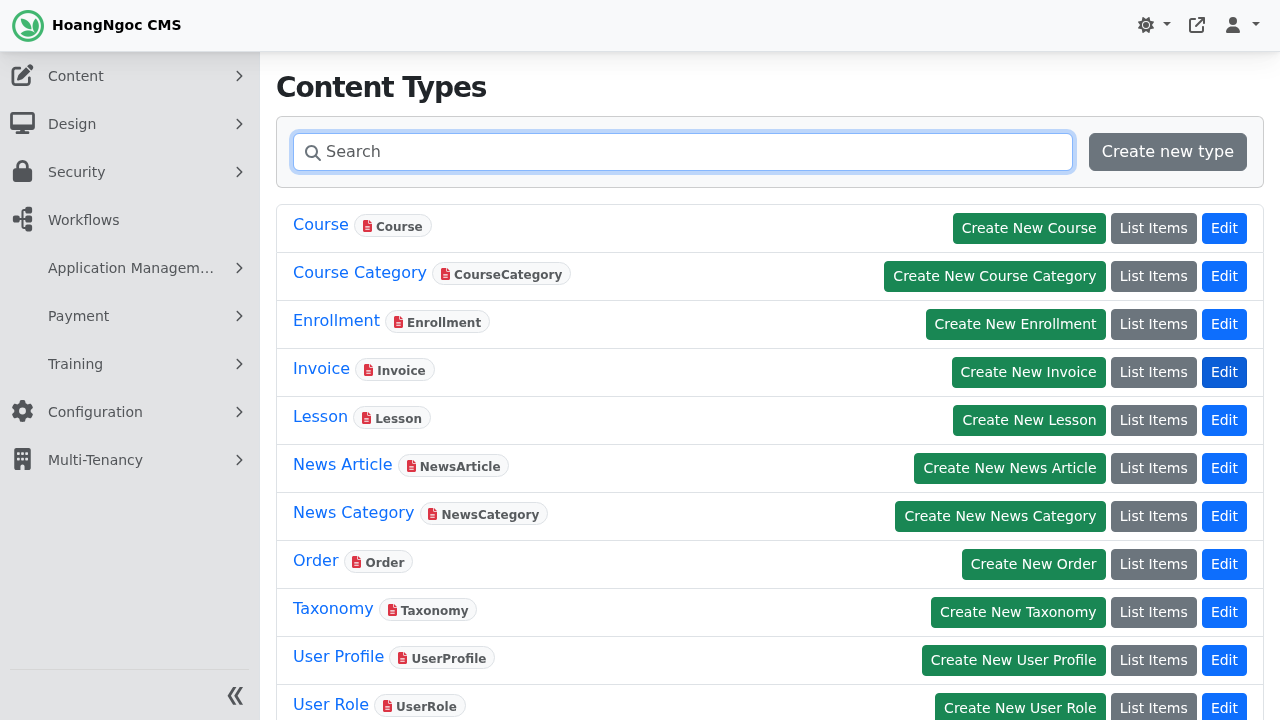 HoangNgoc CMS
Content
Design
Security
Workflows
Application Managem...
Payment
Training
Configuration
Multi-Tenancy
Content Types
Search
Create new type
Course Course Create New Course List Items Edit
Course Category CourseCategory Create New Course Category List Items Edit
Enrollment Enrollment Create New Enrollment List Items Edit
Invoice Invoice Create New Invoice List Items Edit
Lesson Lesson Create New Lesson List Items Edit
News Article NewsArticle Create New News Article List Items Edit
News Category NewsCategory Create New News Category List Items Edit
Order Order Create New Order List Items Edit
Taxonomy Taxonomy Create New Taxonomy List Items Edit
User Profile UserProfile Create New User Profile List Items Edit
User Role UserRole Create New User Role List Items Edit